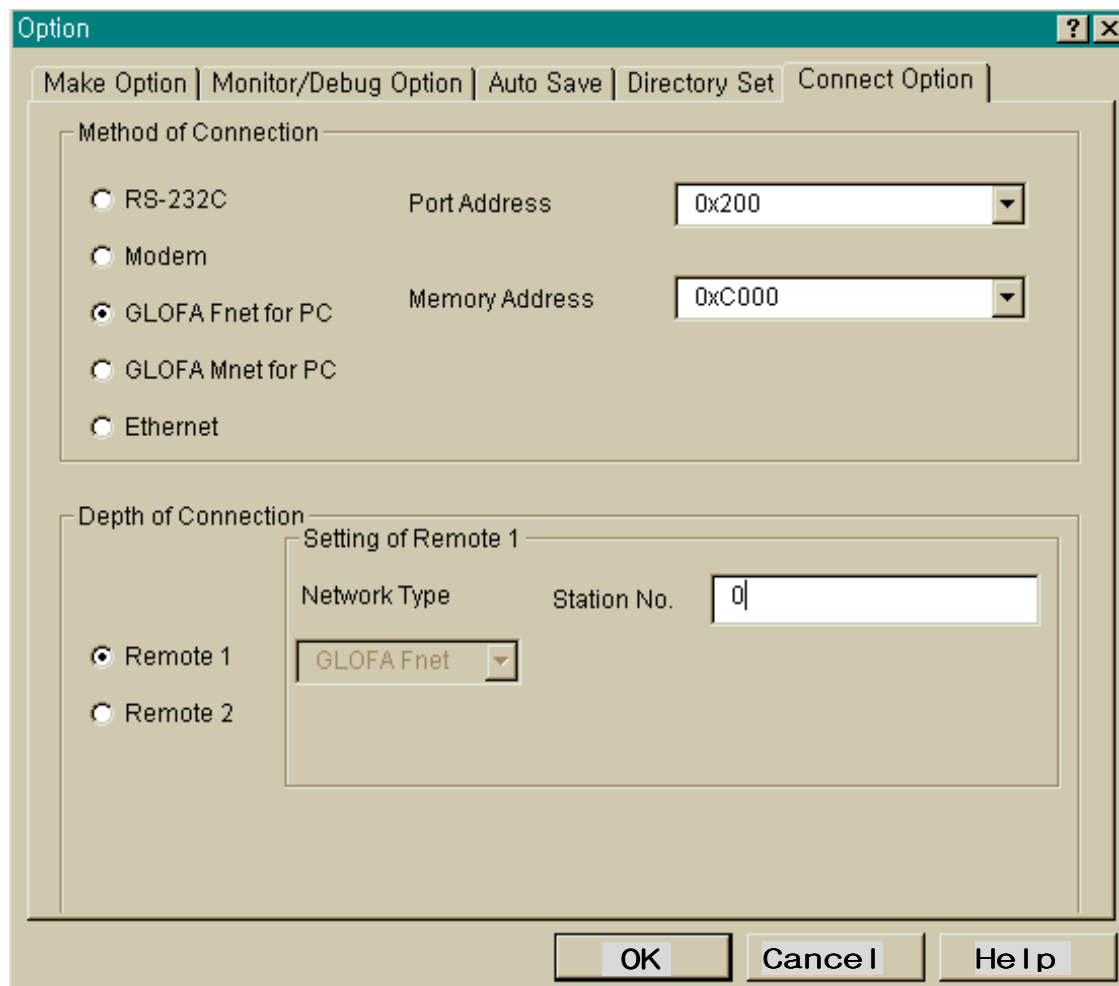 Option
Make Option Monitor/Debug Option Auto Save Directory Set Connect Option
Method of Connection
RS-232C Port Address 0x200
Modem
GLOFA Fnet for PC Memory Address 0xC000
GLOFA Mnet for PC
Ethernet
Depth of Connection
Setting of Remote 1
Network Type Station No. 0
Remote 1 GLOFA Fnet
Remote 2
OK Cancel Help